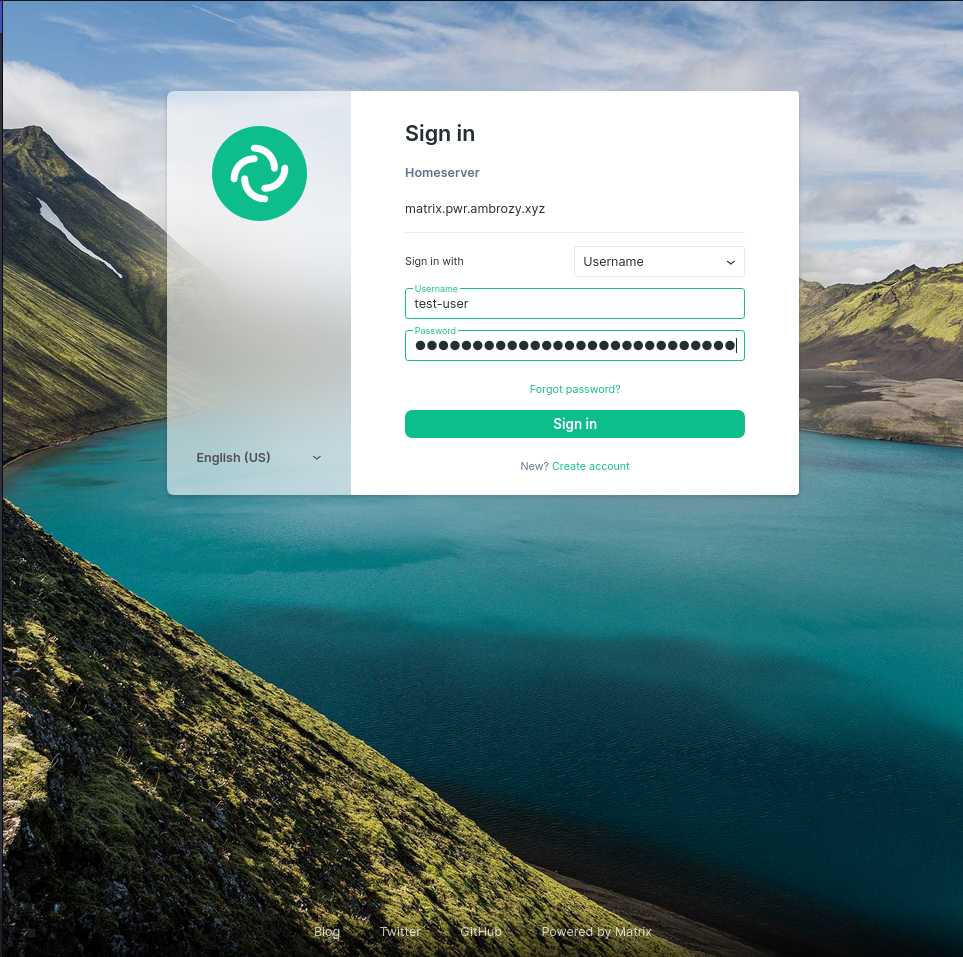 Sign in
Homeserver
matrix.pwr.ambrozy.xyz
Sign in with
Username
Username
test-user
Password
Forgot password?
Sign in
English (US)
New? Create account
Blog Twitter GitHub Powered by Matrix